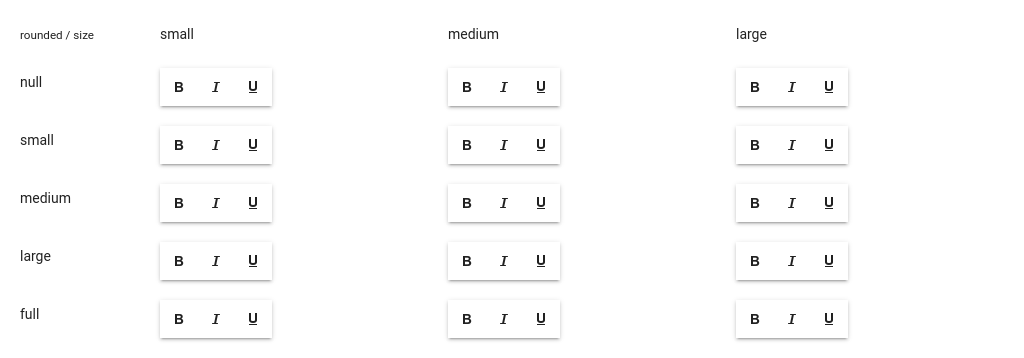 rounded / size small medium large
null B I U B I U B I U
small B I U B I U B I U
medium B I U B I U B I U
large B I U B I U B I U
full B I U B I U B I U